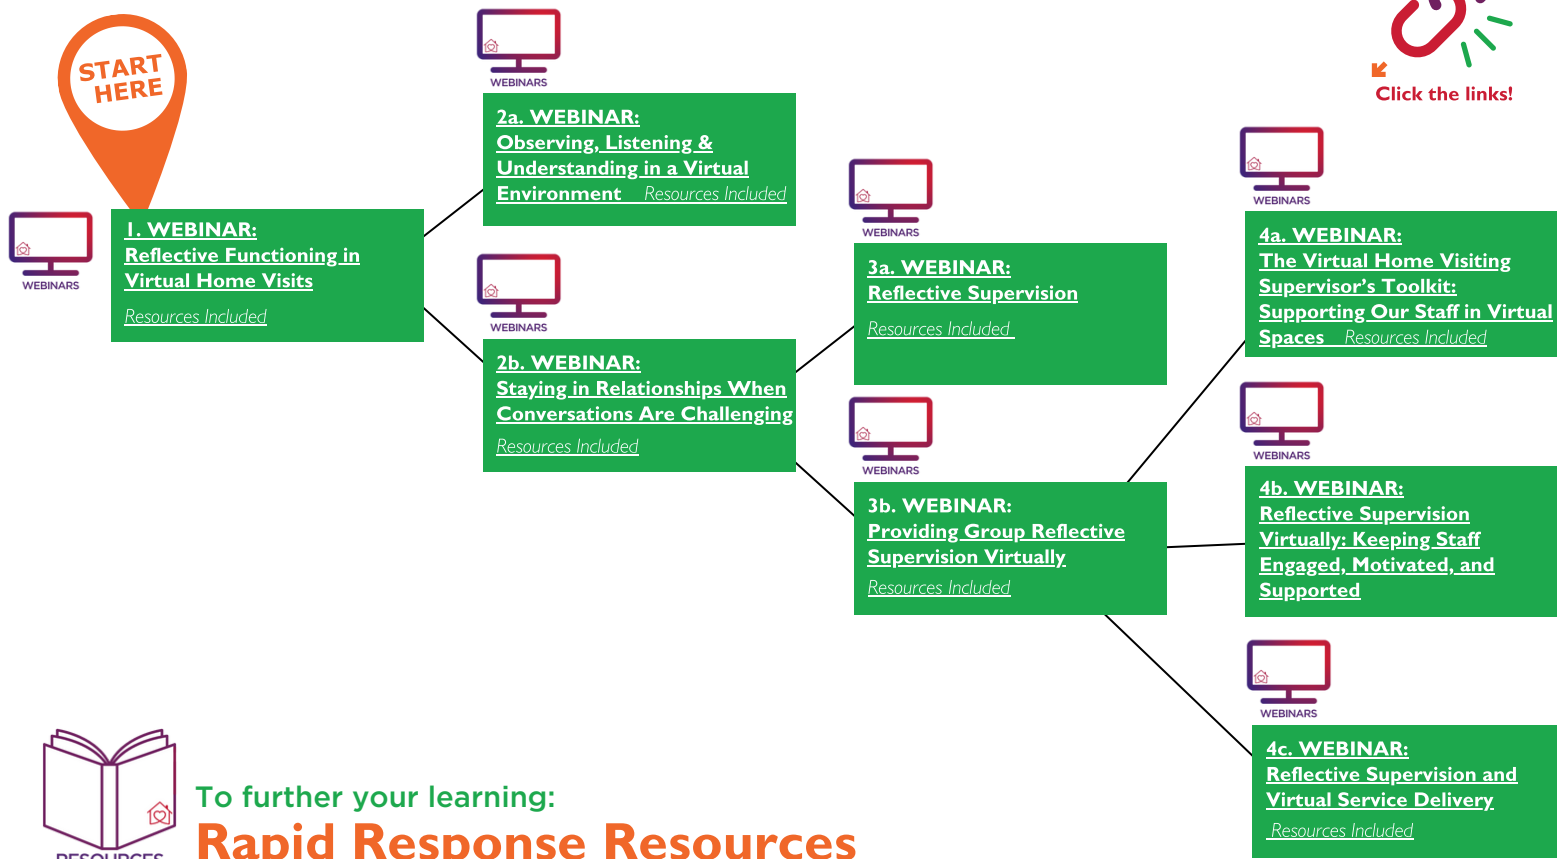 START
HERE
WEBINARS
1. WEBINAR:
Reflective Functioning in
Virtual Home Visits
Resources Included
WEBINARS
2a. WEBINAR:
Observing, Listening &
Understanding in a Virtual
Environment Resources Included
WEBINARS
2b. WEBINAR:
Staying in Relationships When
Conversations Are Challenging
Resources Included
WEBINARS
3a. WEBINAR:
Reflective Supervision
Resources Included
WEBINARS
3b. WEBINAR:
Providing Group Reflective
Supervision Virtually
Resources Included
Click the links!
WEBINARS
4a. WEBINAR:
The Virtual Home Visiting
Supervisor’s Toolkit:
Supporting Our Staff in Virtual
Spaces Resources Included
WEBINARS
4b. WEBINAR:
Reflective Supervision
Virtually: Keeping Staff
Engaged, Motivated, and
Supported
WEBINARS
4c. WEBINAR:
Reflective Supervision and
Virtual Service Delivery
Resources Included
RESOURCES
To further your learning:
Rapid Response Resources